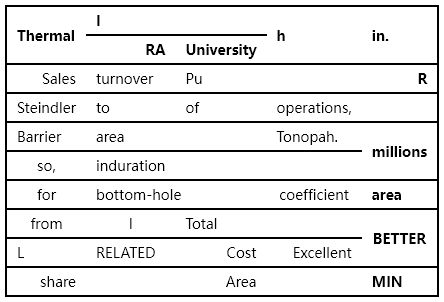 Thermal I h in.
RA University
Sales turnover Pu R
Steindler to of operations,
Barrier area Tonopah. millions
so, induration
for bottom-hole coefficient area
from I Total BETTER
L RELATED Cost Excellent
share Area MIN